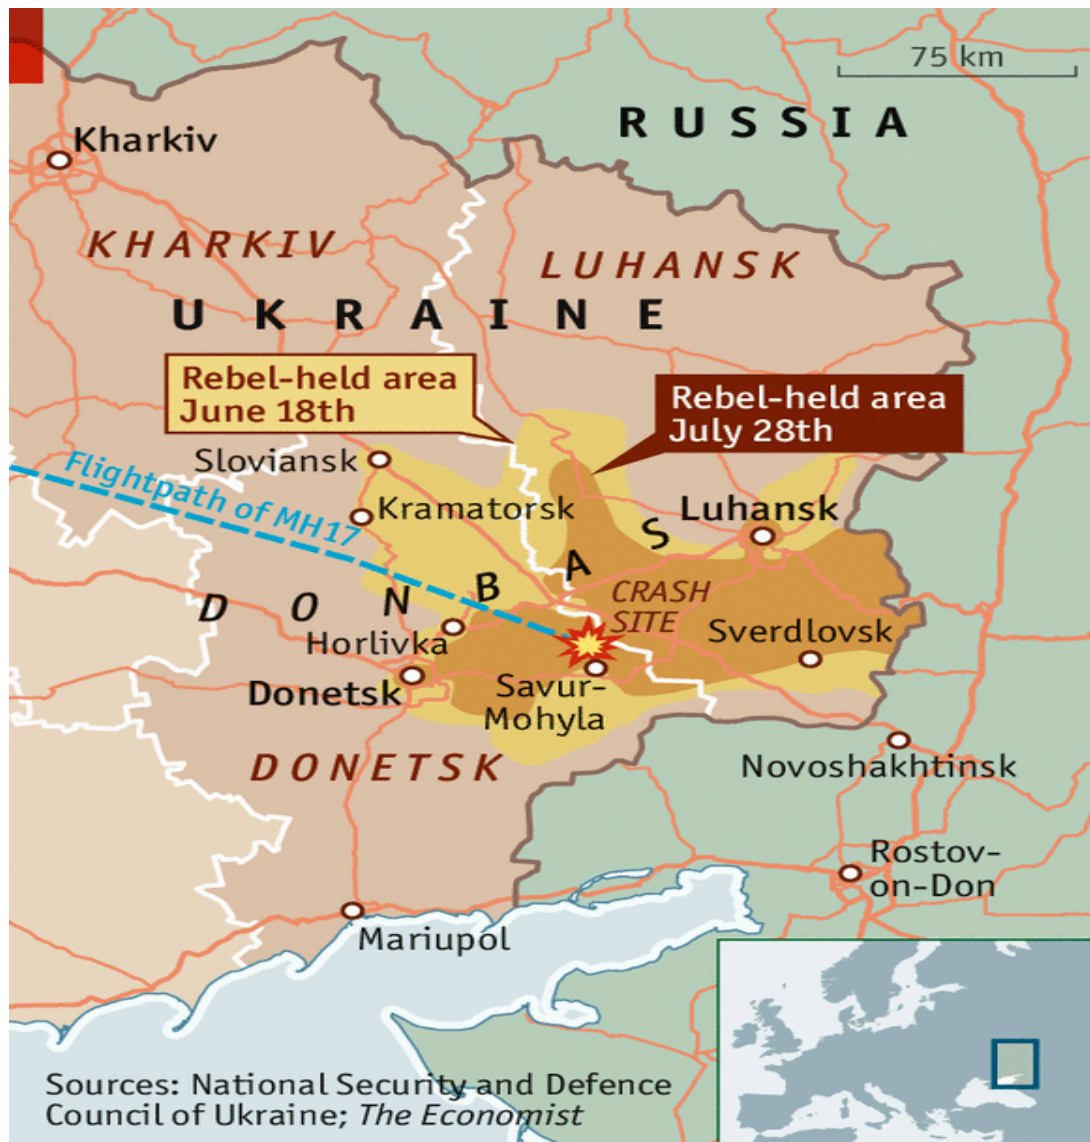 75 km
RUSSIA
Kharkiv
KHARKIV
LUHANSK
UKRAINE
Rebel-held area
June 18th
Rebel-held area
July 28th
Sloviansk
Flightpath of MH17
Kramatorsk
Luhansk
DONBAS
CRASH
SITE
Horlivka
Sverdlovsk
Donetsk
Savur-
Mohyla
DONETSK
Novoshakhtinsk
Rostov-
on-Don
Mariupol
Sources: National Security and Defence
Council of Ukraine; The Economist